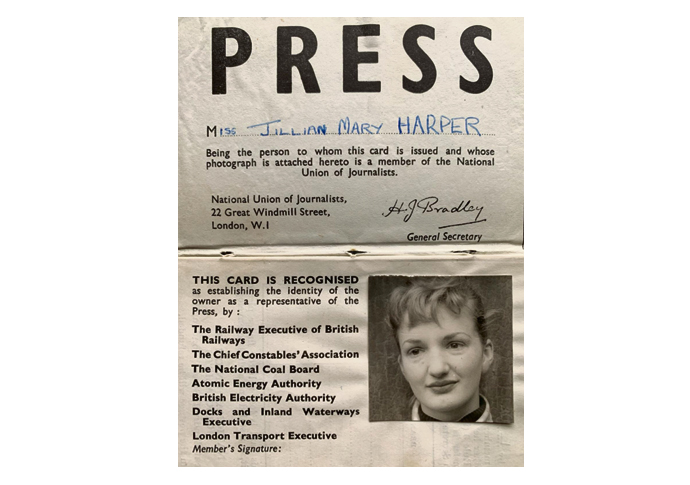 PRESS
Miss JILLIAN MARY HARPER
Being the person to whom this card is issued and whose
photograph is attached hereto is a member of the National
Union of Journalists.
National Union of Journalists,
22 Great Windmill Street,
London, W.1
H.J. Bradley
General Secretary
THIS CARD IS RECOGNISED
as establishing the identity of the
owner as a representative of the
Press, by :
The Railway Executive of British
Railways
The Chief Constables' Association
The National Coal Board
Atomic Energy Authority
British Electricity Authority
Docks and Inland Waterways
Executive
London Transport Executive
Member's Signature: